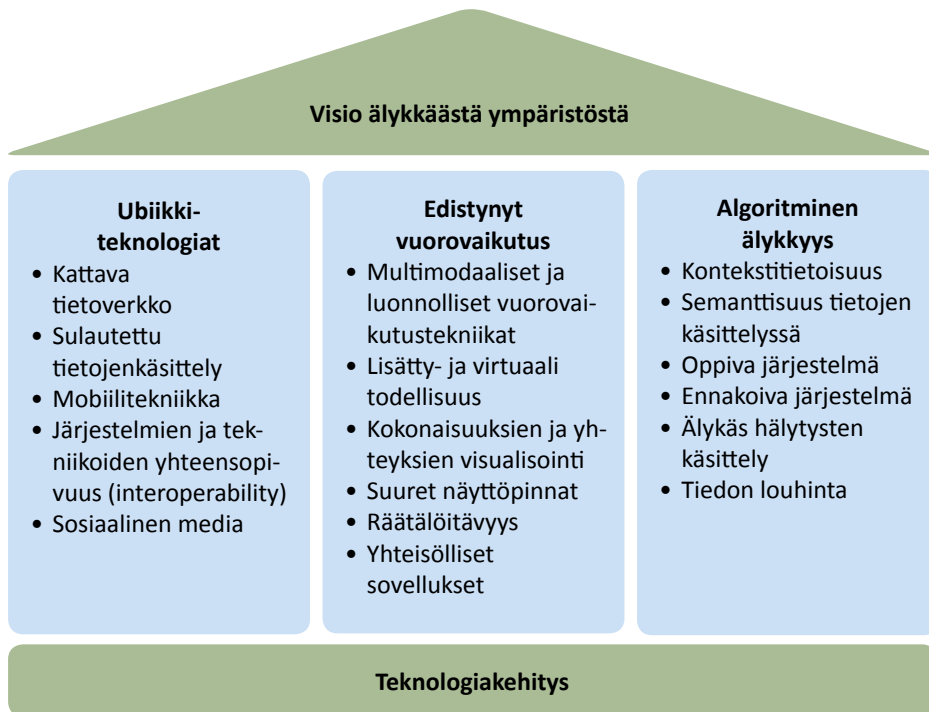 Visio älykkäästä ympäristöstä
Ubiikki-
teknologiat
• Kattava
tietoverkko
• Sulautettu
tietojenkäsittely
• Mobiilitekniikka
• Järjestelmien ja tek-
niikoiden yhteensopi-
vuus (interoperability)
• Sosiaalinen media
Edistynyt
vuorovaikutus
• Multimodaaliset ja
luonnolliset vuorovai-
kutustekniikat
• Lisätty- ja virtuaali
todellisuus
• Kokonaisuuksien ja yh-
teyksien visualisointi
• Suuret näyttöpinnat
• Räätälöitävyys
• Yhteisölliset
sovellukset
Algoritminen
älykkyys
• Kontekstitietoisuus
• Semanttisuus tietojen
käsittelyssä
• Oppiva järjestelmä
• Ennakoiva järjestelmä
• Älykäs hälytysten
käsittely
• Tiedon louhinta
Teknologiakehitys